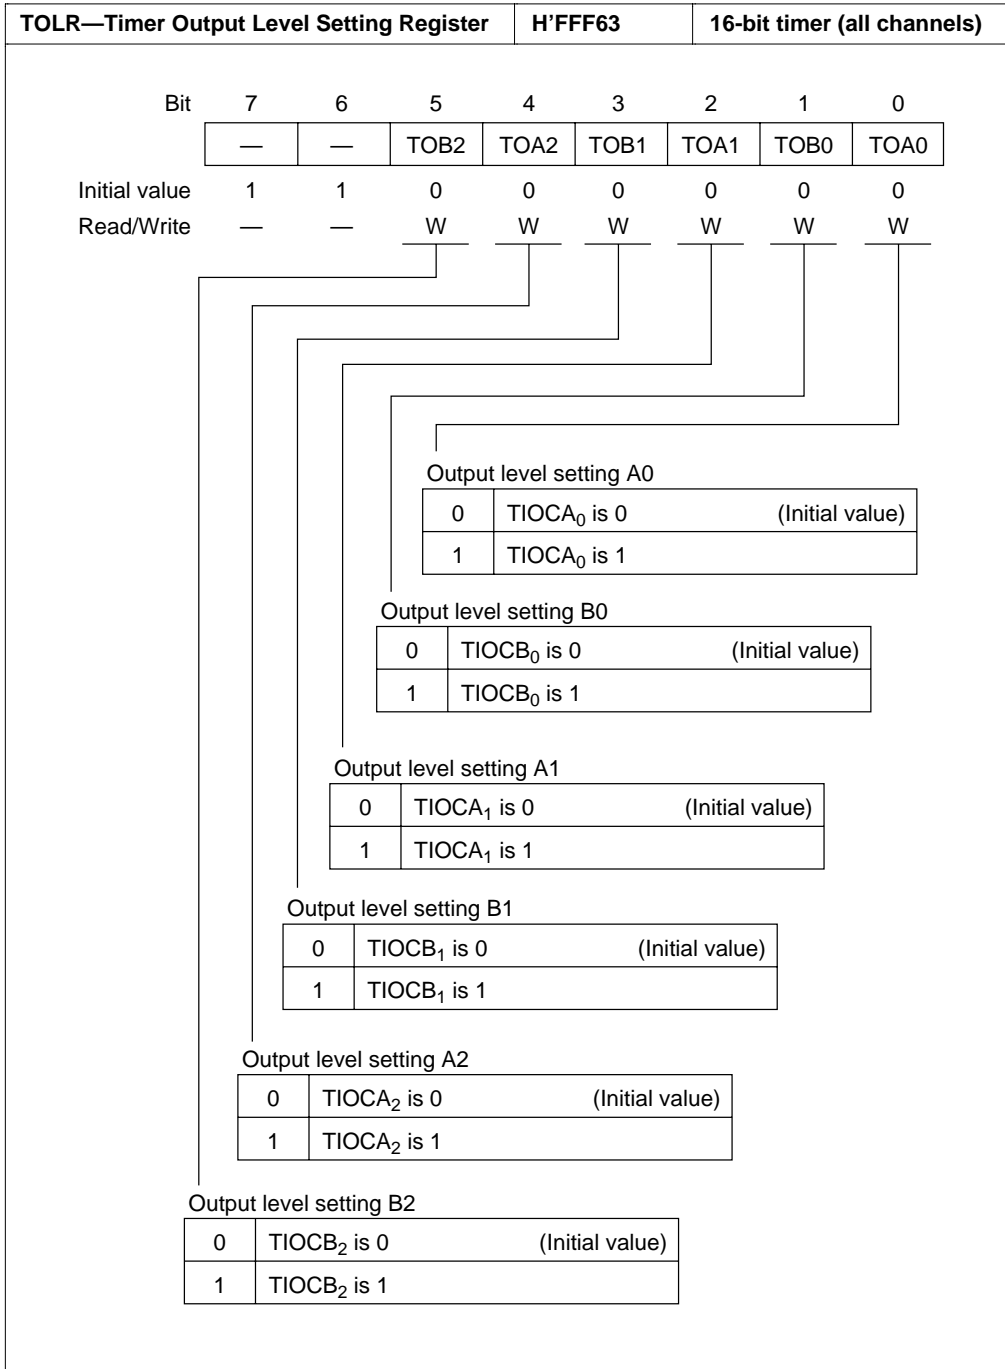 TOLR—Timer Output Level Setting Register H’FFF63 16-bit timer (all channels)
Bit 7 6 5 4 3 2 1 0
— — TOB2 TOA2 TOB1 TOA1 TOB0 TOA0
Initial value 1 1 0 0 0 0 0 0
Read/Write — — W W W W W W
Output level setting A0
0 TIOCA₀ is 0 (Initial value)
1 TIOCA₀ is 1
Output level setting B0
0 TIOCB₀ is 0 (Initial value)
1 TIOCB₀ is 1
Output level setting A1
0 TIOCA₁ is 0 (Initial value)
1 TIOCA₁ is 1
Output level setting B1
0 TIOCB₁ is 0 (Initial value)
1 TIOCB₁ is 1
Output level setting A2
0 TIOCA₂ is 0 (Initial value)
1 TIOCA₂ is 1
Output level setting B2
0 TIOCB₂ is 0 (Initial value)
1 TIOCB₂ is 1